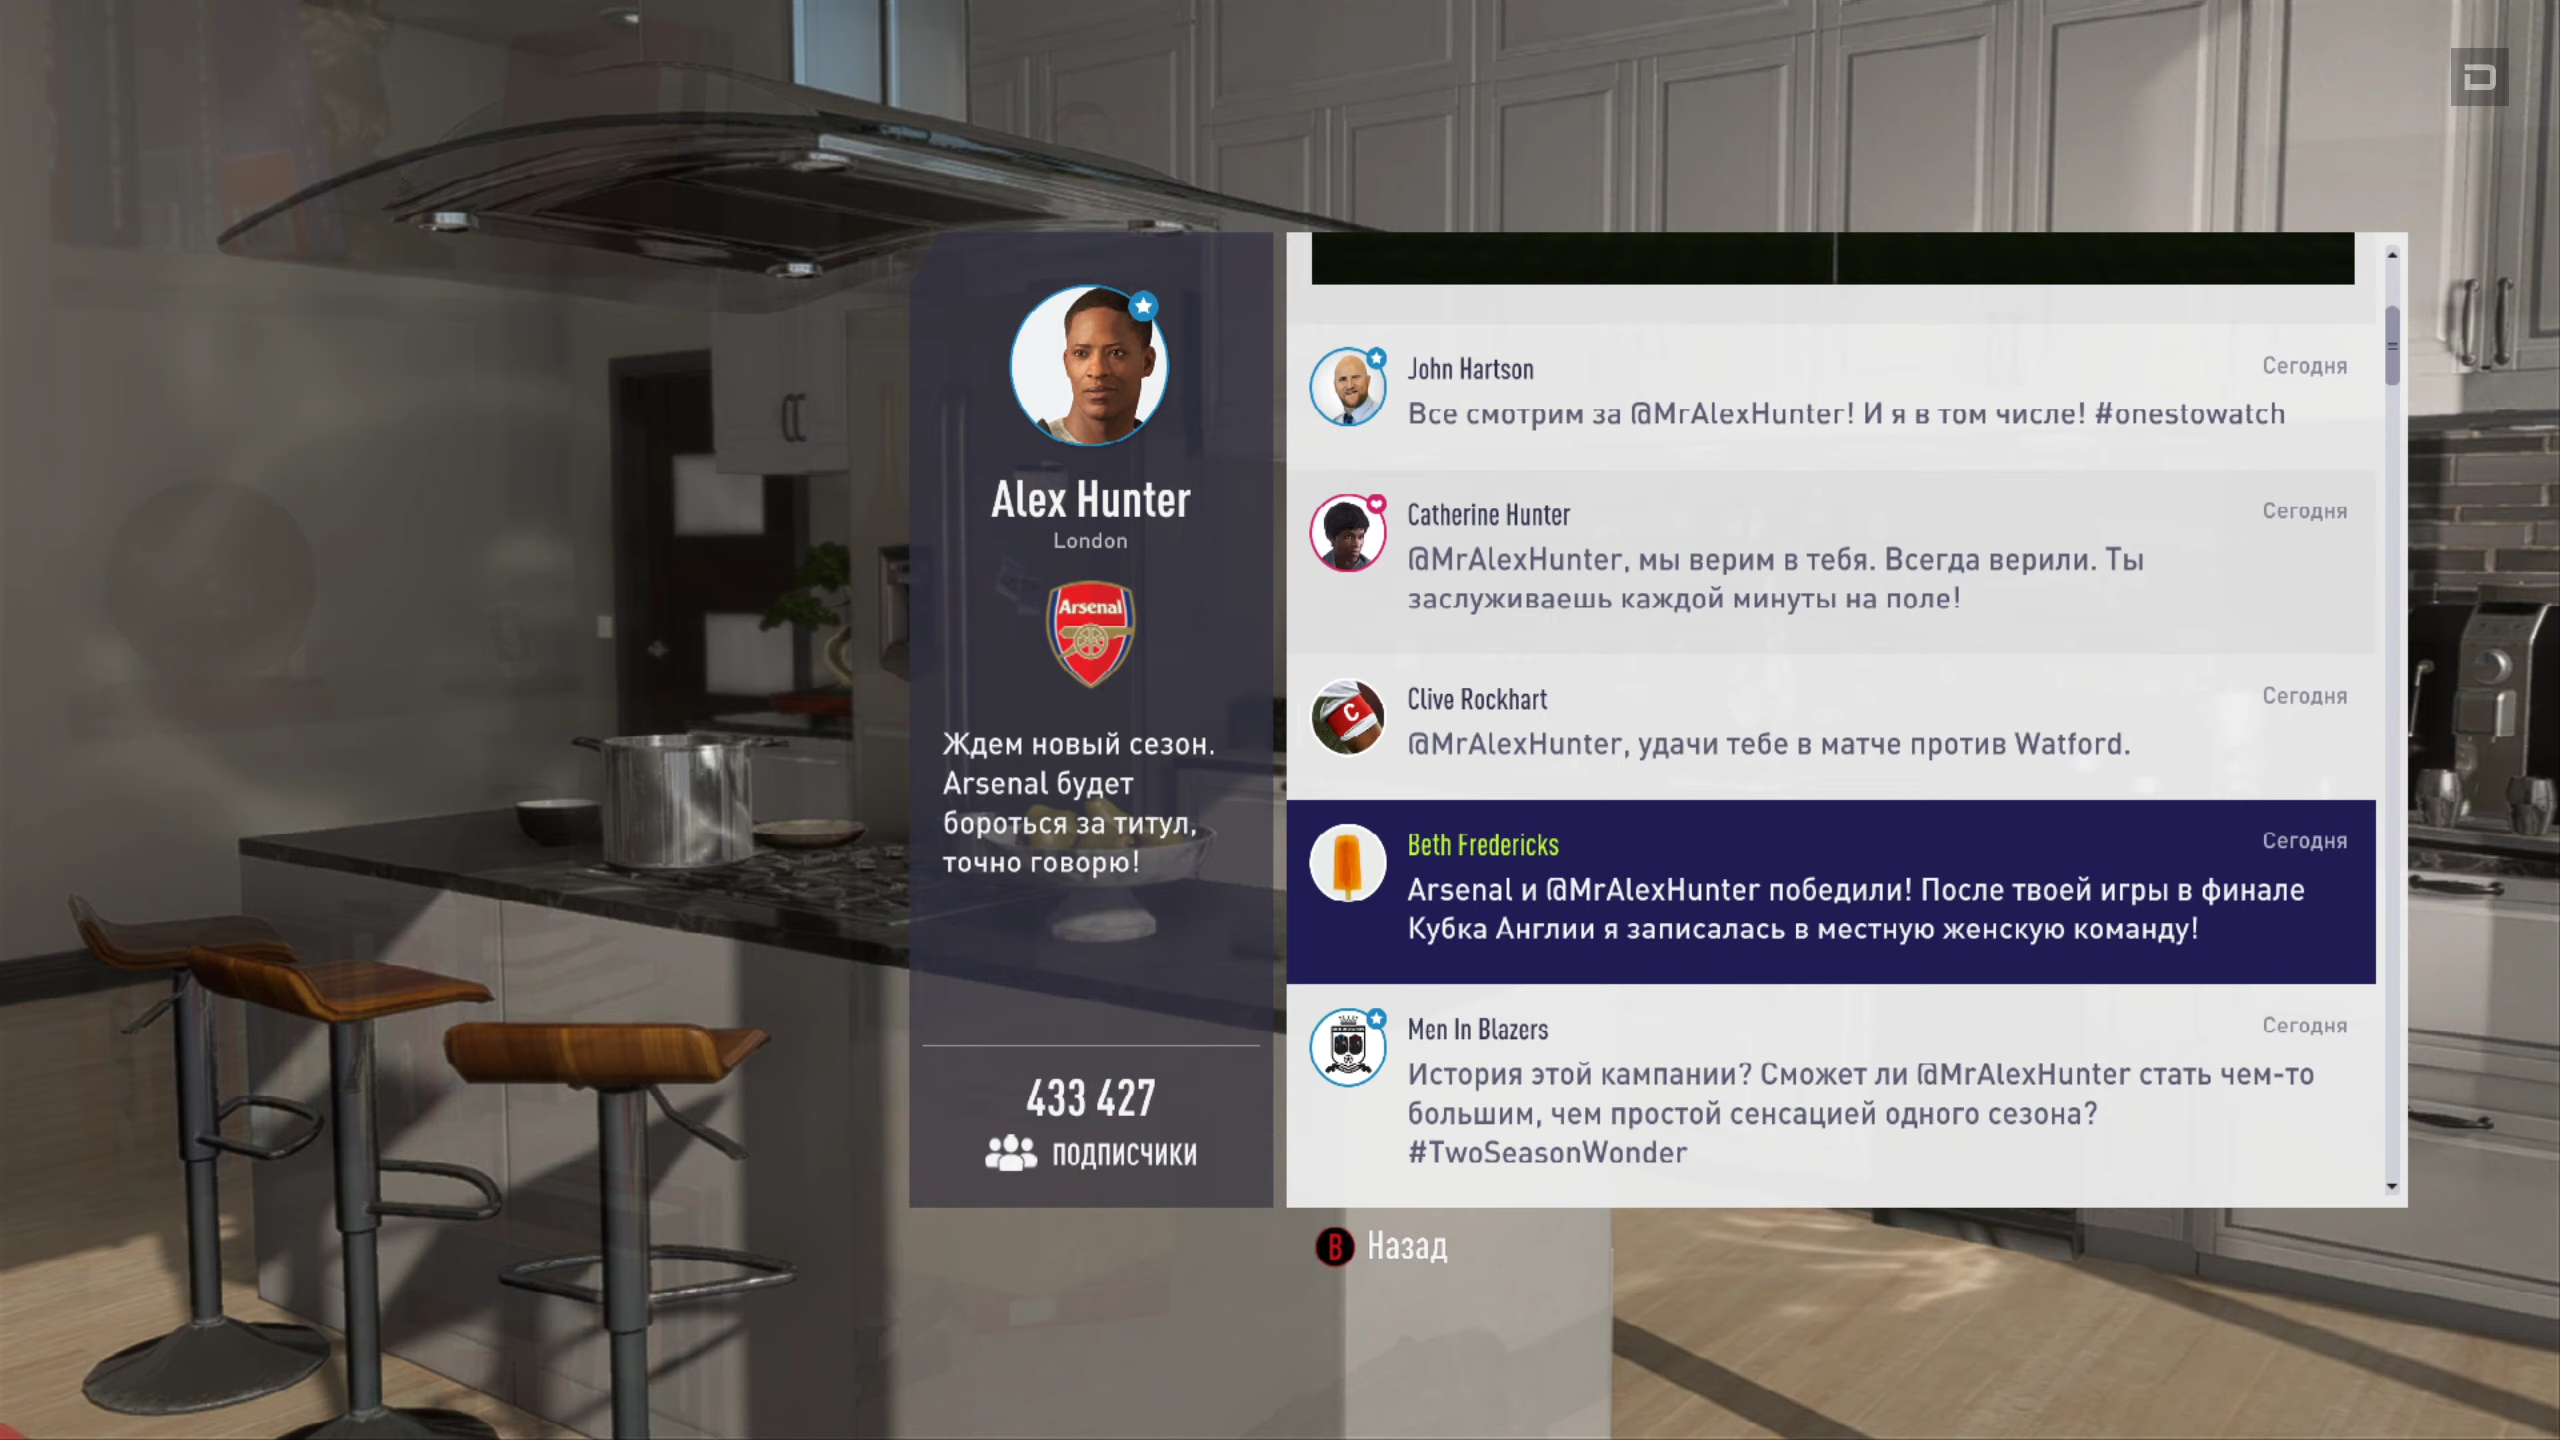 Alex Hunter
London
Arsenal
Ждем новый сезон.
Arsenal будет
бороться за титул,
точно говорю!
433 427
подписчики
John Hartson
Сегодня
Все смотрим за @MrAlexHunter! И я в том числе! #onestowatch
Catherine Hunter
Сегодня
@MrAlexHunter, мы верим в тебя. Всегда верили. Ты
заслуживаешь каждой минуты на поле!
C
Clive Rockhart
Сегодня
@MrAlexHunter, удачи тебе в матче против Watford.
Beth Fredericks
Сегодня
Arsenal и @MrAlexHunter победили! После твоей игры в финале
Кубка Англии я записалась в местную женскую команду!
Men In Blazers
Сегодня
История этой кампании? Сможет ли @MrAlexHunter стать чем-то
большим, чем простой сенсацией одного сезона?
#TwoSeasonWonder
B Назад